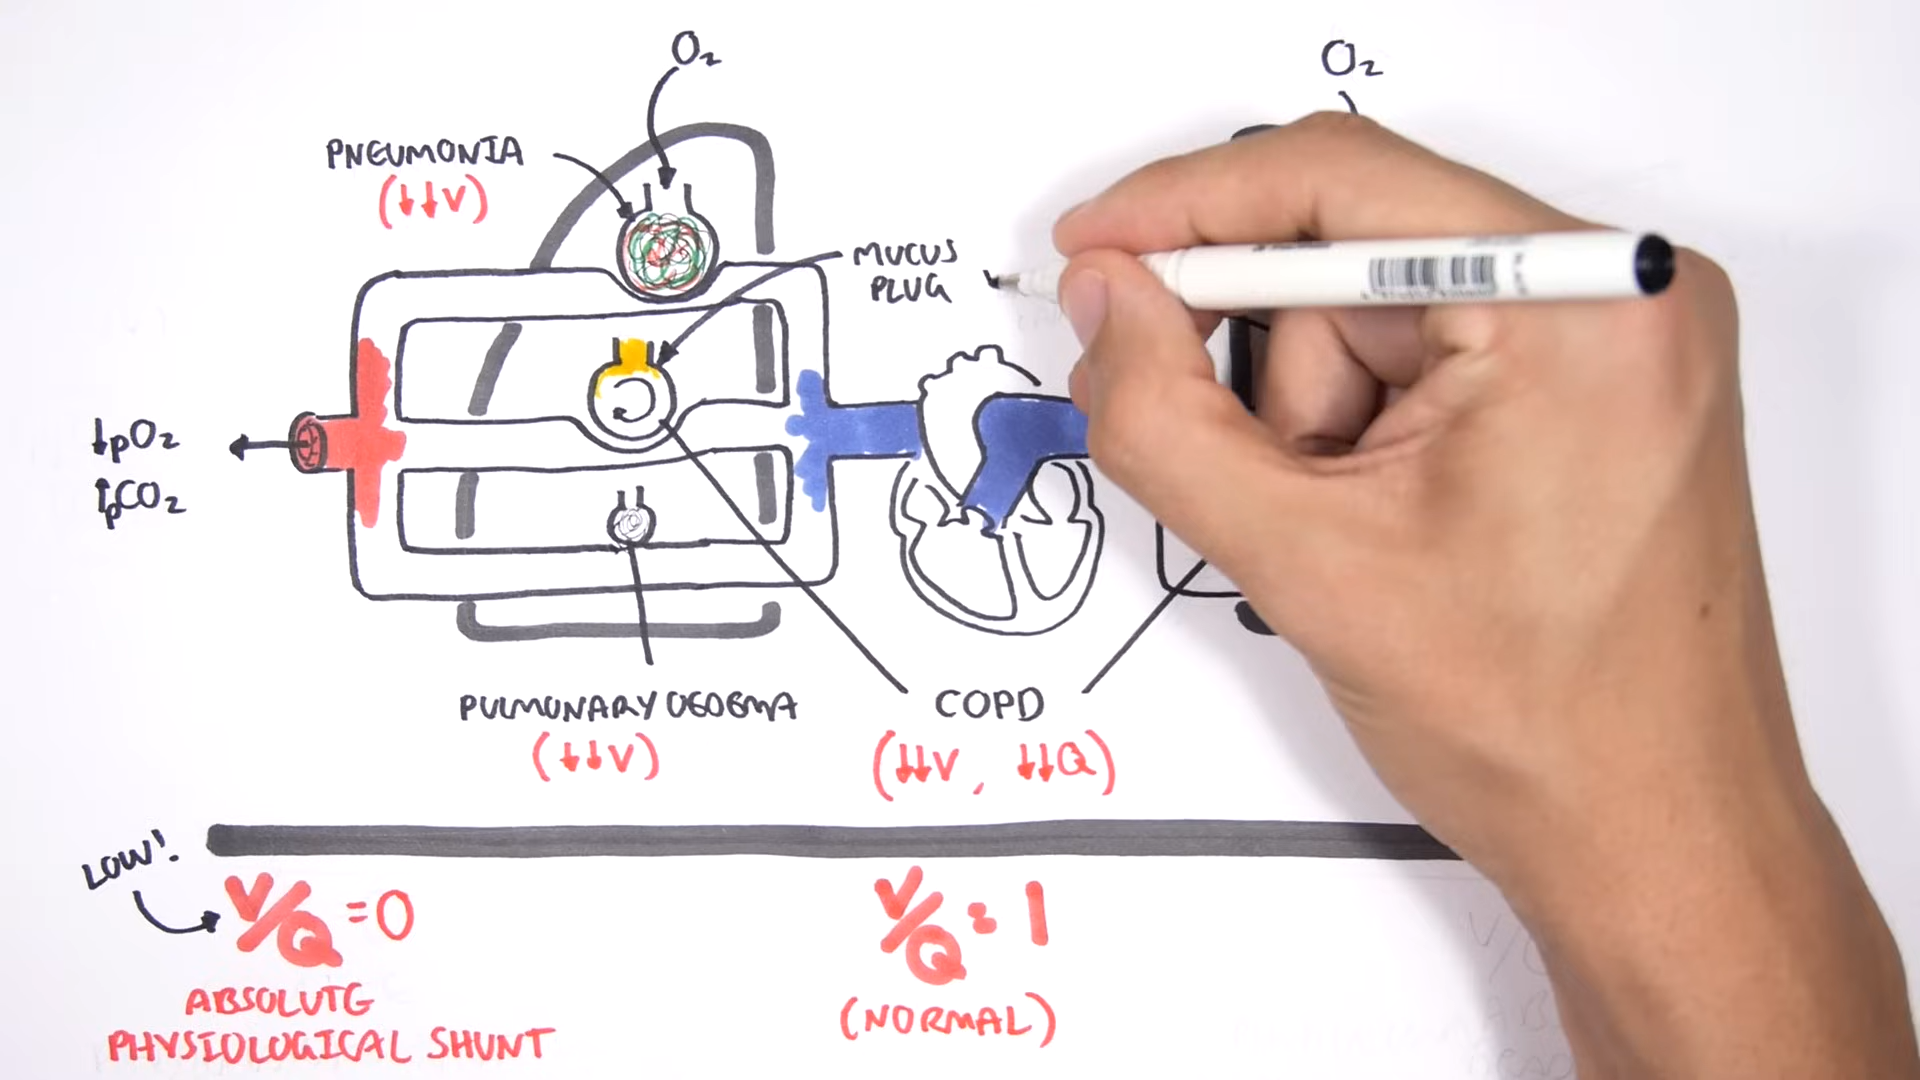 O₂
O₂
PNEUMONIA
(↓↓V)
MUCUS
PLUG
↓pO₂
↑pCO₂
PULMONARY OEDEMA
(↓↓V)
COPD
(↓↓V, ↓↓Q)
LOW!
V/Q = 0
V/Q = 1
ABSOLUTE
PHYSIOLOGICAL SHUNT
(NORMAL)